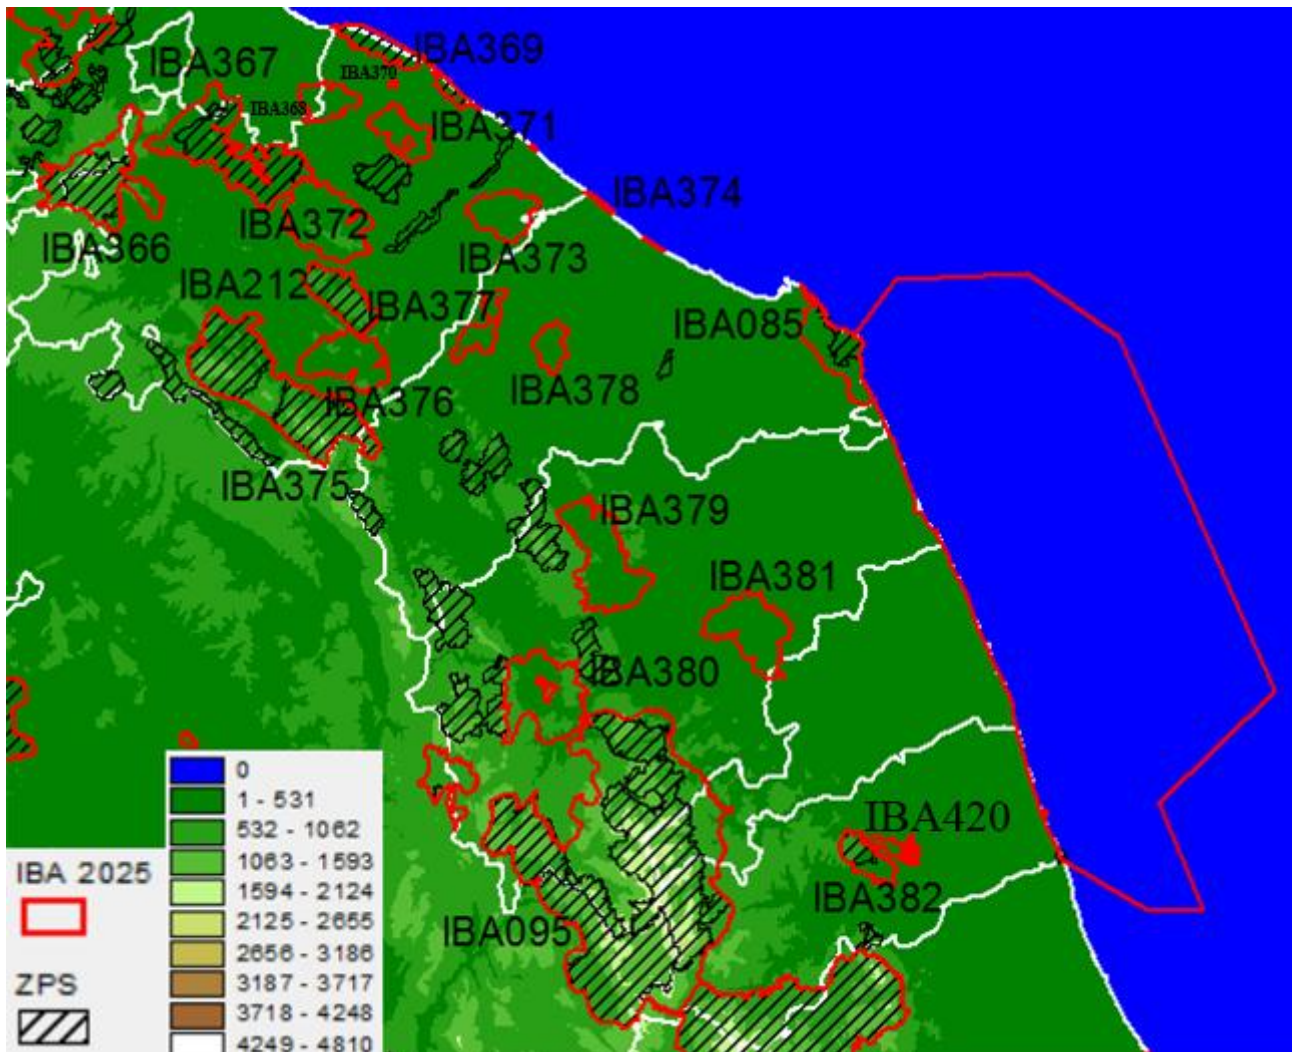 IBA369
IBA367
IBA370
IBA368
IBA371
IBA374
IBA372
IBA366
IBA373
IBA212
IBA377
IBA085
IBA378
IBA376
IBA375
IBA379
IBA381
IBA380
IBA420
IBA382
IBA095
0
1 - 531
532 - 1062
1063 - 1593
1594 - 2124
2125 - 2655
2656 - 3186
3187 - 3717
3718 - 4248
4249 - 4810
IBA 2025
ZPS